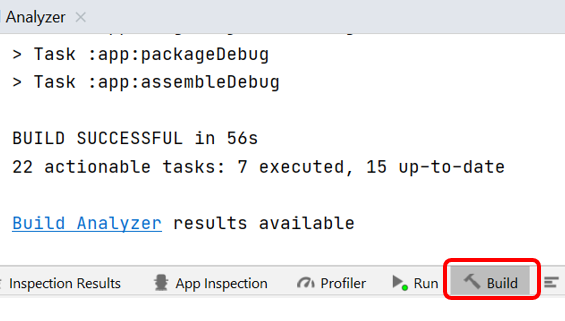 Analyzer
> Task :app:packageDebug
> Task :app:assembleDebug
BUILD SUCCESSFUL in 56s
22 actionable tasks: 7 executed, 15 up-to-date
Build Analyzer results available
Inspection Results App Inspection Profiler Run Build